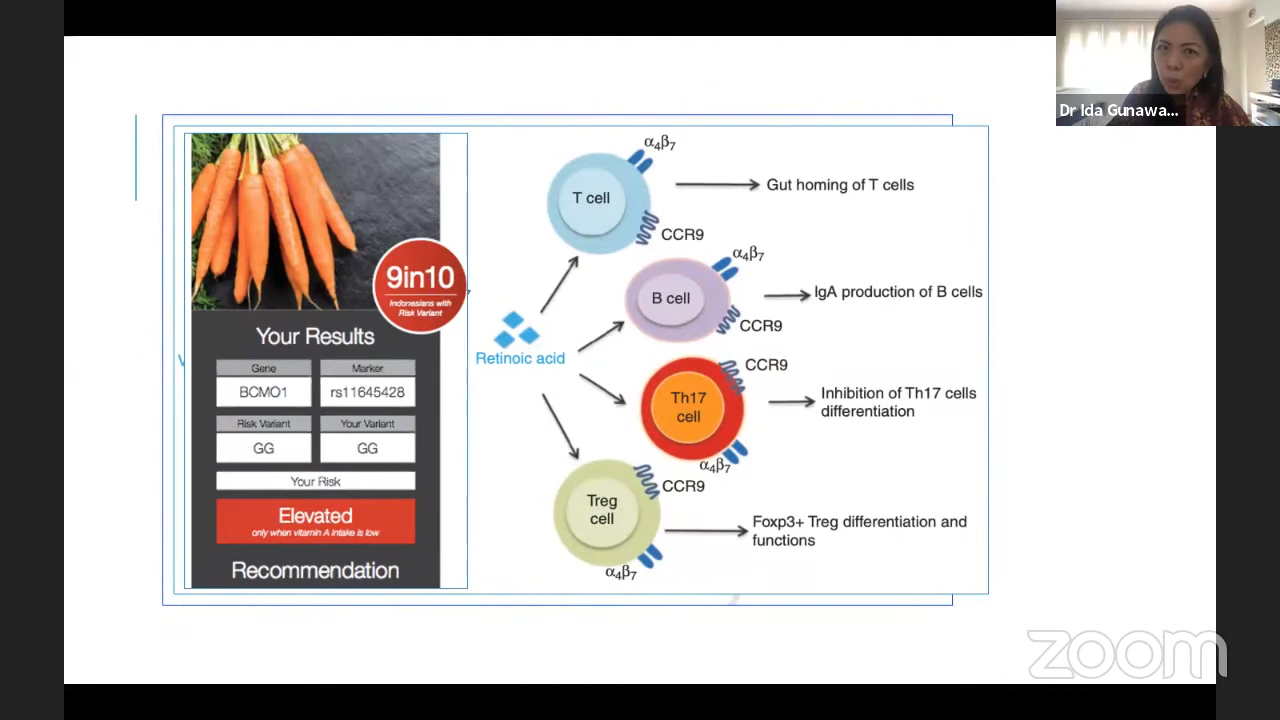 Dr Ida Gunawa...
9in10
Indonesians with
Risk Variant
Your Results
Gene
Marker
BCMO1
rs11645428
Risk Variant
Your Variant
GG
GG
Your Risk
Elevated
only when vitamin A intake is low
Recommendation
Retinoic acid
α4β7
T cell
CCR9
Gut homing of T cells
α4β7
B cell
CCR9
IgA production of B cells
CCR9
Th17
cell
α4β7
Inhibition of Th17 cells
differentiation
CCR9
Treg
cell
α4β7
Foxp3+ Treg differentiation and
functions
zoom